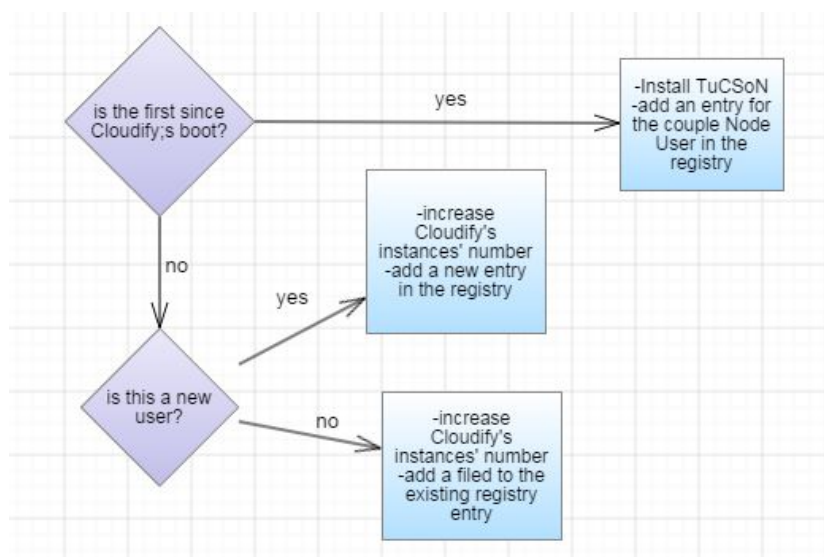 is the first since
Cloudify;s boot?
yes
-Install TuCSoN
-add an entry for
the couple Node
User in the
registry
no
yes
-increase
Cloudify's
instances' number
-add a new entry
in the registry
is this a new
user?
no
-increase
Cloudify's
instances' number
-add a filed to the
existing registry
entry